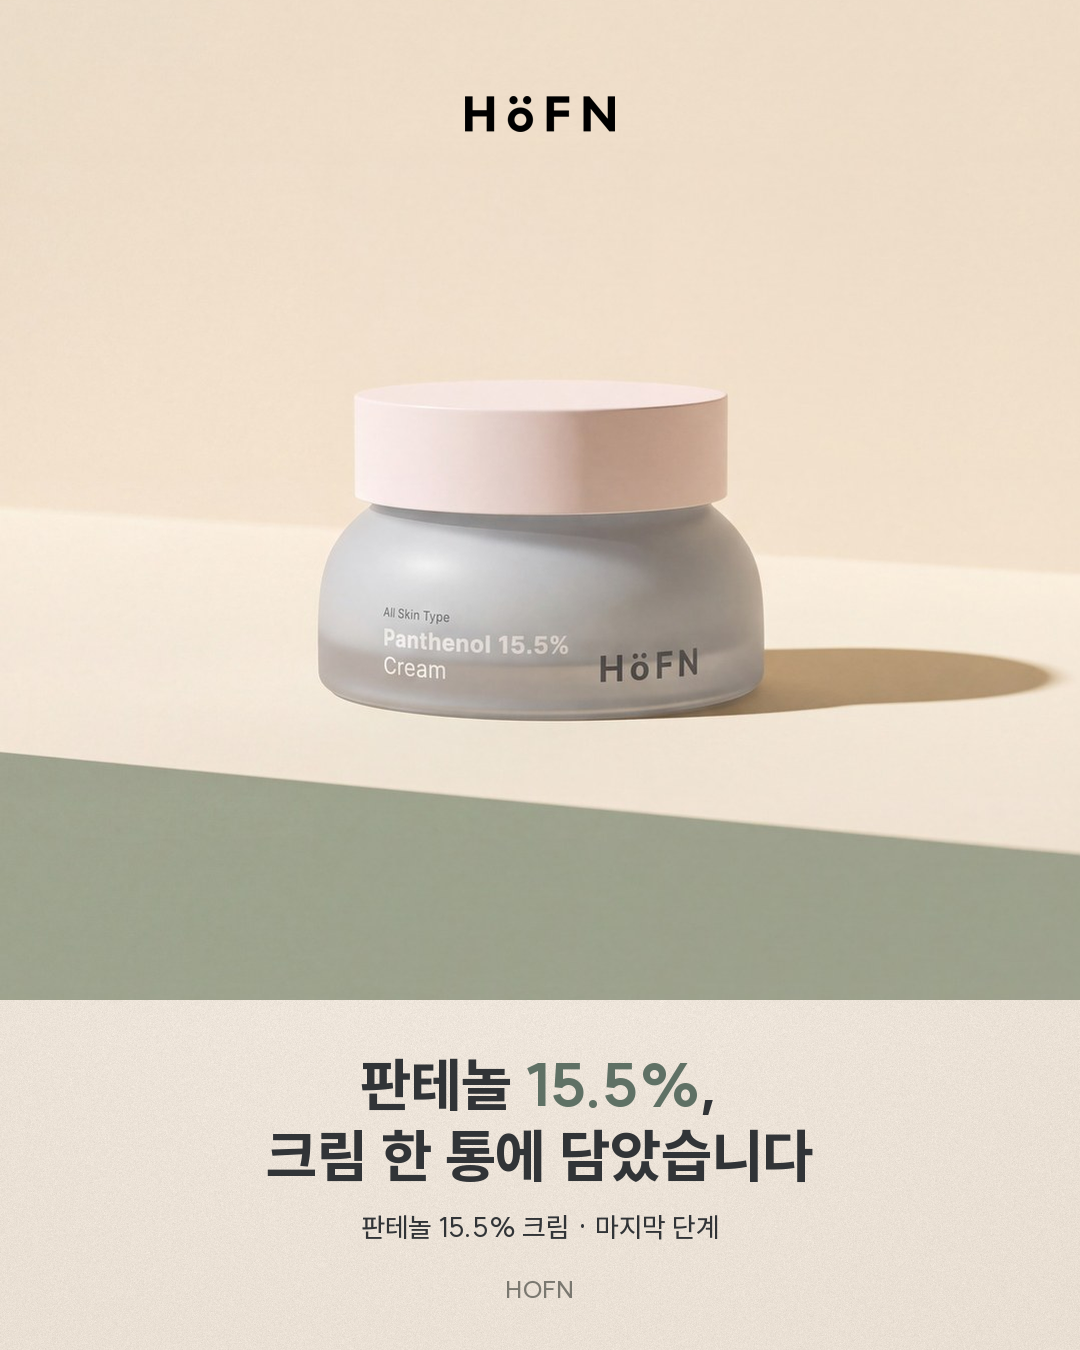 HöFN
All Skin Type
Panthenol 15.5%
Cream
HöFN
판테놀 15.5%,
크림 한 통에 담았습니다
판테놀 15.5% 크림 · 마지막 단계
HOFN